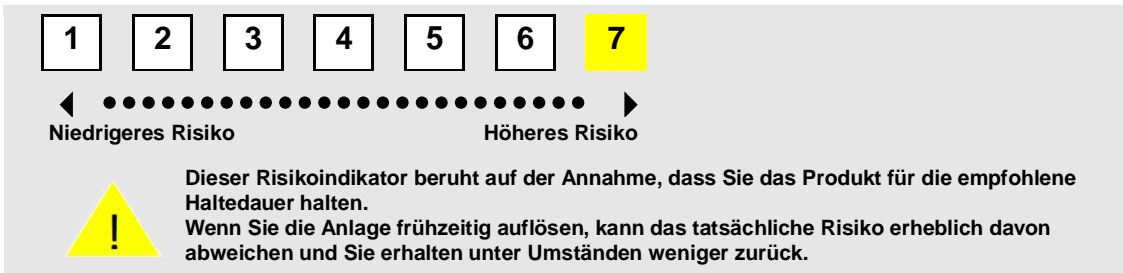 1 2 3 4 5 6 7
Niedrigeres Risiko Höheres Risiko
Dieser Risikoindikator beruht auf der Annahme, dass Sie das Produkt für die empfohlene
Haltedauer halten.
Wenn Sie die Anlage frühzeitig auflösen, kann das tatsächliche Risiko erheblich davon
abweichen und Sie erhalten unter Umständen weniger zurück.
!